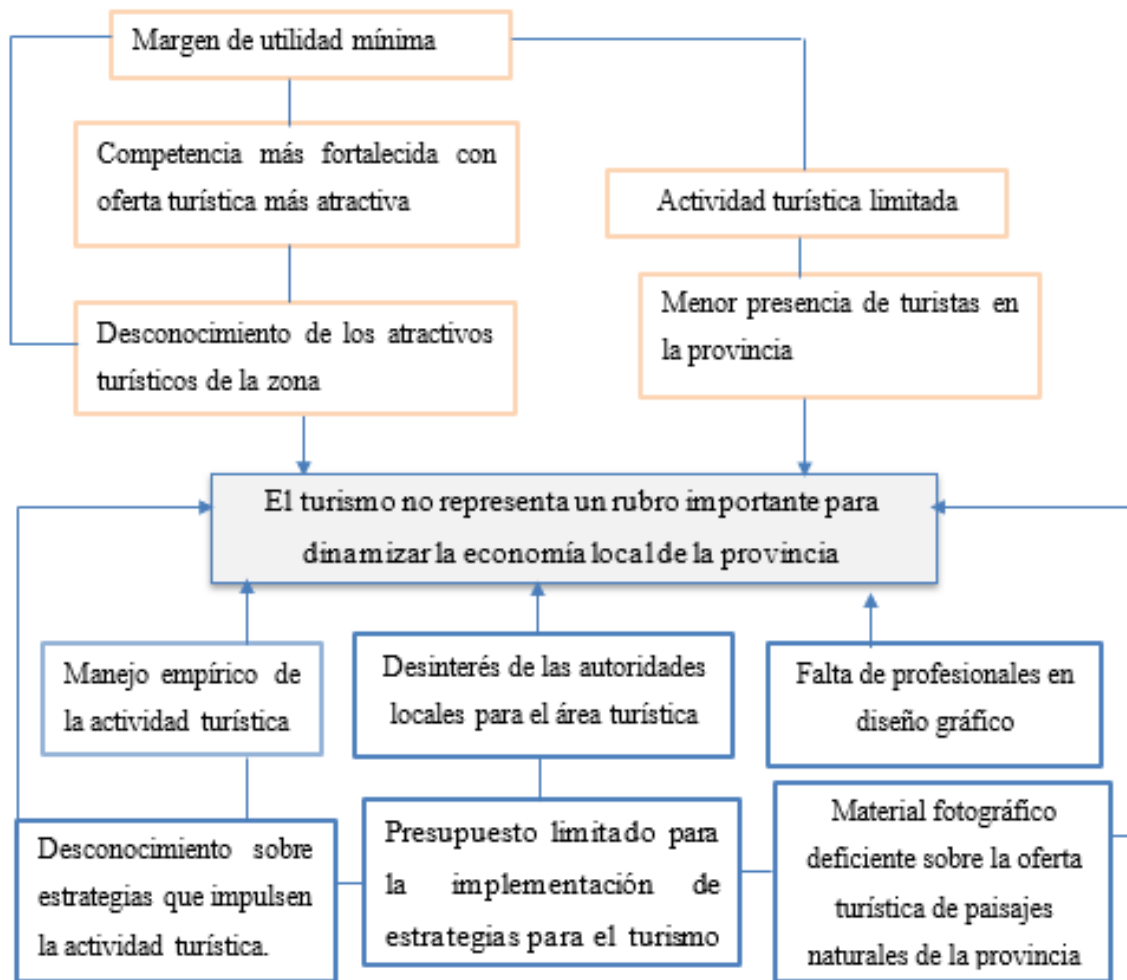 Margen de utilidad mínima
Competencia más fortalecida con
oferta turística más atractiva
Actividad turística limitada
Desconocimiento de los atractivos
turísticos de la zona
Menor presencia de turistas en
la provincia
El turismo no representa un rubro importante para
dinamizar la economía local de la provincia
Manejo empírico de
la actividad turística
Desinterés de las autoridades
locales para el área turística
Falta de profesionales en
diseño gráfico
Desconocimiento sobre
estrategias que impulsen
la actividad turística.
Presupuesto limitado para
la implementación de
estrategias para el turismo
Material fotográfico
deficiente sobre la oferta
turística de paisajes
naturales de la provincia